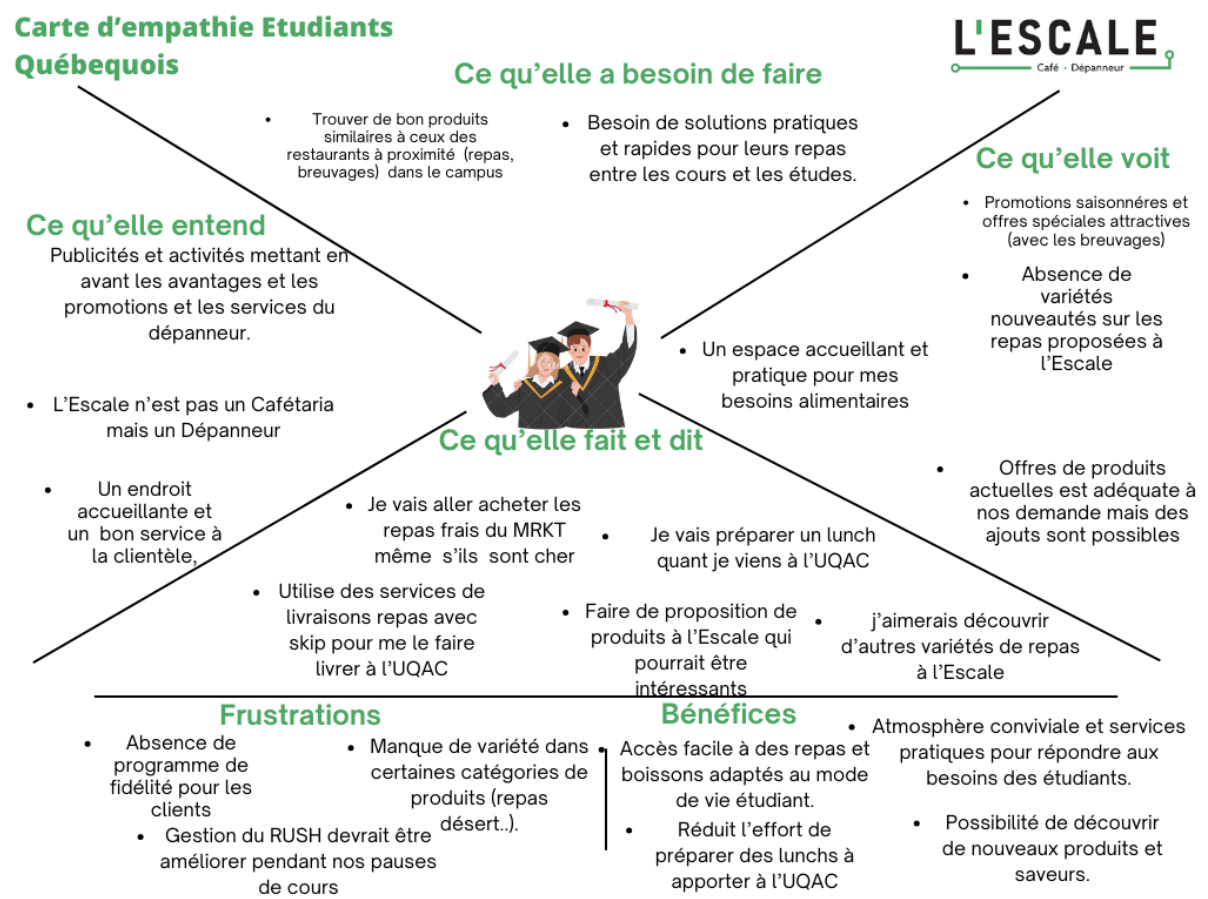 Carte d'empathie Etudiants
Québequois
L'ESCALE
Café - Dépanneur
Ce qu'elle a besoin de faire
• Trouver de bon produits
similaires à ceux des
restaurants à proximité (repas,
breuvages) dans le campus
• Besoin de solutions pratiques
et rapides pour leurs repas
entre les cours et les études.
Ce qu'elle voit
• Promotions saisonnéres et
offres spéciales attractives
(avec les breuvages)
• Absence de
variétés
nouveautés sur les
repas proposées à
l'Escale
• Un espace accueillant et
pratique pour mes
besoins alimentaires
• Offres de produits
actuelles est adéquate à
nos demande mais des
ajouts sont possibles
Ce qu'elle entend
Publicités et activités mettant en
avant les avantages et les
promotions et les services du
dépanneur.
• L'Escale n'est pas un Cafétaria
mais un Dépanneur
• Un endroit
accueillante et
un bon service à
la clientèle,
Ce qu'elle fait et dit
• Je vais aller acheter les
repas frais du MRKT
même s'ils sont cher
• Je vais préparer un lunch
quant je viens à l'UQAC
• Utilise des services de
livraisons repas avec
skip pour me le faire
livrer à l'UQAC
• Faire de proposition de
produits à l'Escale qui
pourrait être
intéressants
• j'aimerais découvrir
d'autres variétés de repas
à l'Escale
Frustrations
• Absence de
programme de
fidélité pour les
clients
• Manque de variété dans
certaines catégories de
produits (repas
désert..).
• Gestion du RUSH devrait être
améliorer pendant nos pauses
de cours
Bénéfices
• Accès facile à des repas et
boissons adaptés au mode
de vie étudiant.
• Réduit l'effort de
préparer des lunchs à
apporter à l'UQAC
• Atmosphère conviviale et services
pratiques pour répondre aux
besoins des étudiants.
• Possibilité de découvrir
de nouveaux produits et
saveurs.